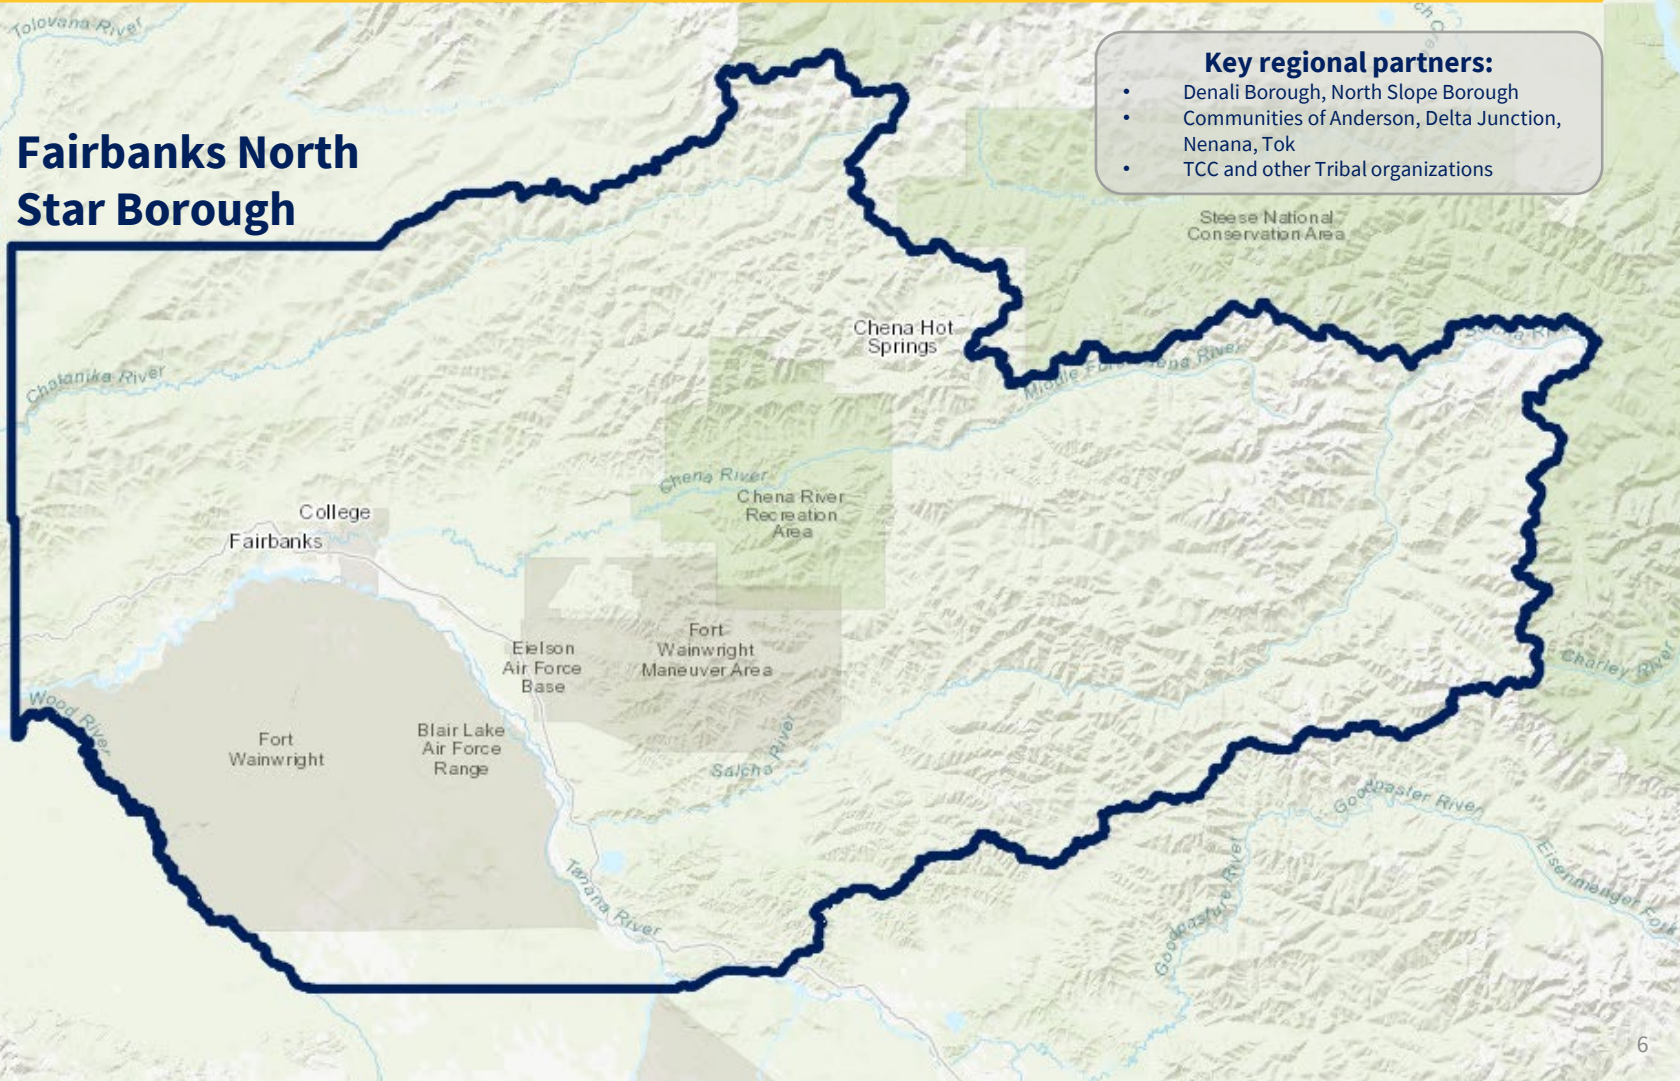 Tolovana River
Fairbanks North
Star Borough
Key regional partners:
• Denali Borough, North Slope Borough
• Communities of Anderson, Delta Junction,
Nenana, Tok
• TCC and other Tribal organizations
Steese National
Conservation Area
Chena Hot
Springs
Middle Fork Chena River
Chatanika River
Chena River
Chena River
Recreation
Area
College
Fairbanks
Eielson
Air Force
Base
Fort
Wainwright
Maneuver Area
Charley River
Wood River
Fort
Wainwright
Blair Lake
Air Force
Range
Salcha River
Goodpaster River
Goodpasture River
Eisenmenger Fork
Tanana River
6